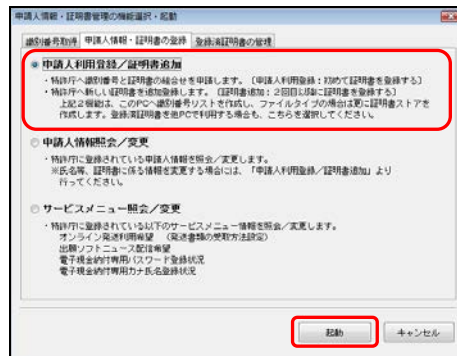 申請人情報・証明書管理の機能選択・起動
識別番号取得 申請人情報・証明書の登録 登録済証明書の管理
申請人利用登録／証明書追加
・特許庁へ識別番号と証明書の組合せを申請します。（申請人利用登録：初めて証明書を登録する）
・特許庁へ新しい証明書を追加登録します。（証明書追加：2回目以降に証明書を登録する）
上記2機能は、このPCへ識別番号リストを作成し、ファイルタイプの場合は更に証明書ストアを
作成します。登録済証明書を他PCで利用する場合も、こちらを選択してください。
申請人情報照会／変更
・特許庁に登録されている申請人情報を照会／変更します。
※氏名等、証明書に係る情報を変更する場合には、「申請人利用登録／証明書追加」より
行ってください。
サービスメニュー照会／変更
・特許庁に登録されている以下のサービスメニュー情報を照会／変更します。
オンライン発送利用希望 （発送書類の受取方法設定）
出願ソフトニュース配信希望
電子現金納付専用パスワード登録状況
電子現金納付専用カナ氏名登録状況
起動 キャンセル